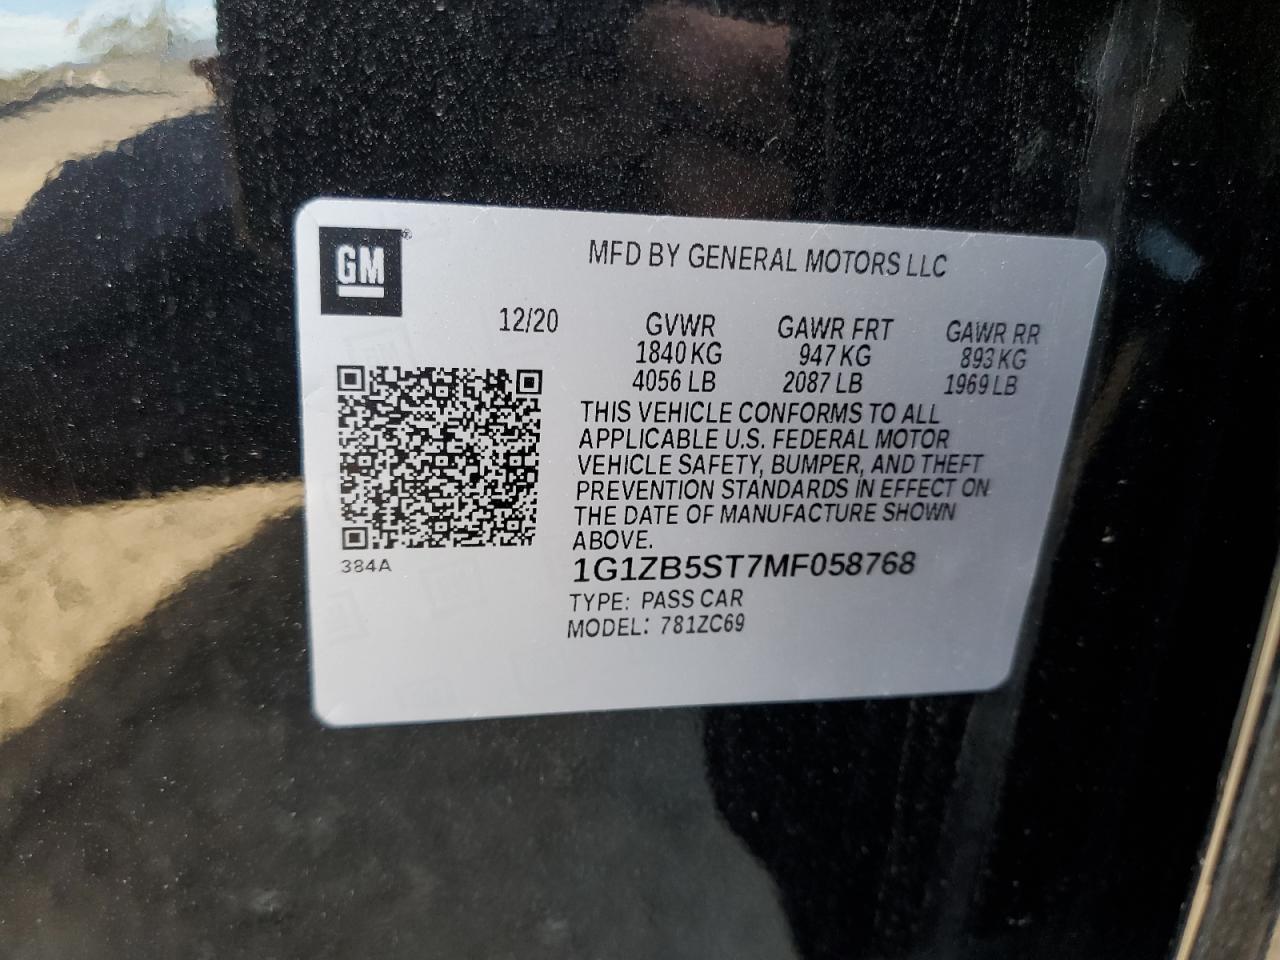 GM®
MFD BY GENERAL MOTORS LLC
12/20 GVWR GAWR FRT GAWR RR
1840 KG 947 KG 893 KG
4056 LB 2087 LB 1969 LB
THIS VEHICLE CONFORMS TO ALL
APPLICABLE U.S. FEDERAL MOTOR
VEHICLE SAFETY, BUMPER, AND THEFT
PREVENTION STANDARDS IN EFFECT ON
THE DATE OF MANUFACTURE SHOWN
ABOVE.
384A
1G1ZB5ST7MF058768
TYPE: PASS CAR
MODEL: 781ZC69